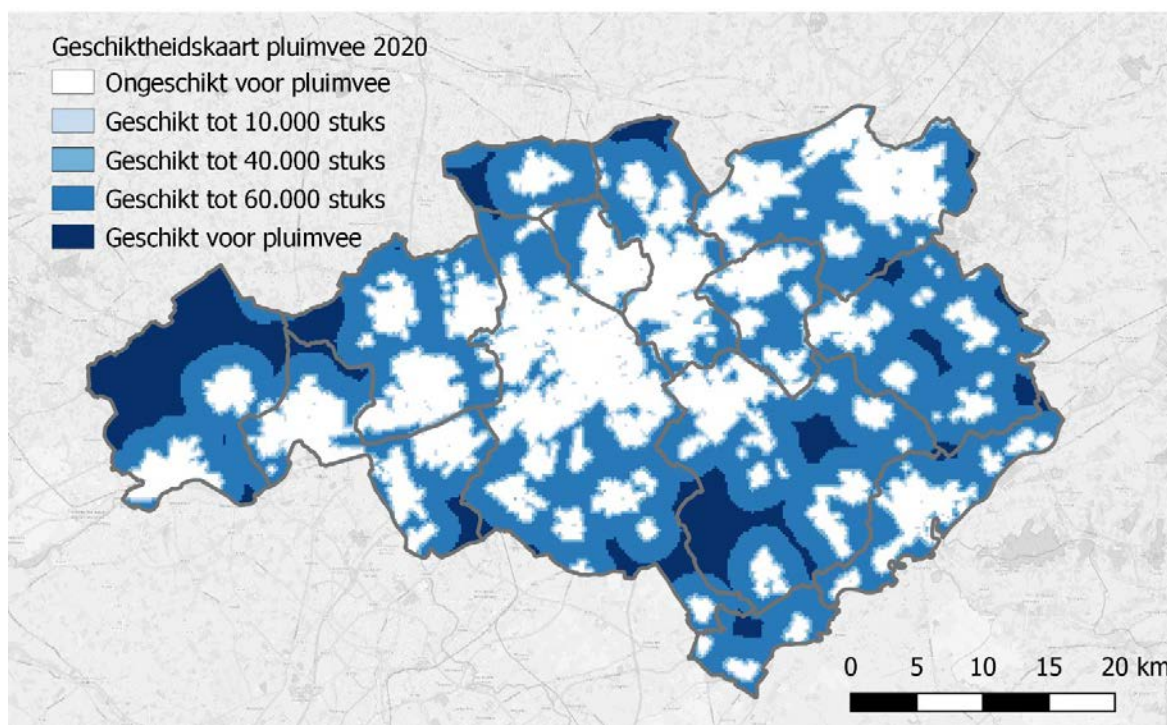 Geschiktheidskaart pluimvee 2020
Ongeschikt voor pluimvee
Geschikt tot 10.000 stuks
Geschikt tot 40.000 stuks
Geschikt tot 60.000 stuks
Geschikt voor pluimvee
0 5 10 15 20 km